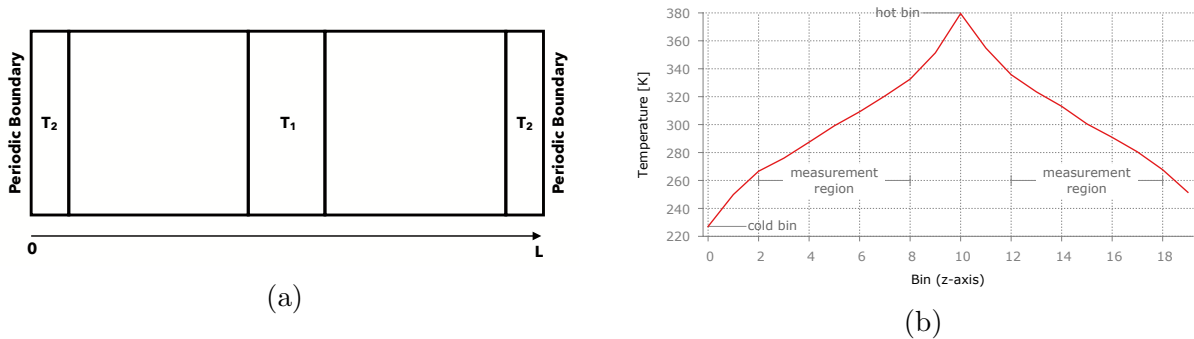 Periodic Boundary
T2
T1
T2
Periodic Boundary
0
L
(a)
Temperature [K]
380
360
340
320
300
280
260
240
220
hot bin
measurement
region
measurement
region
cold bin
0 2 4 6 8 10 12 14 16 18
Bin (z-axis)
(b)